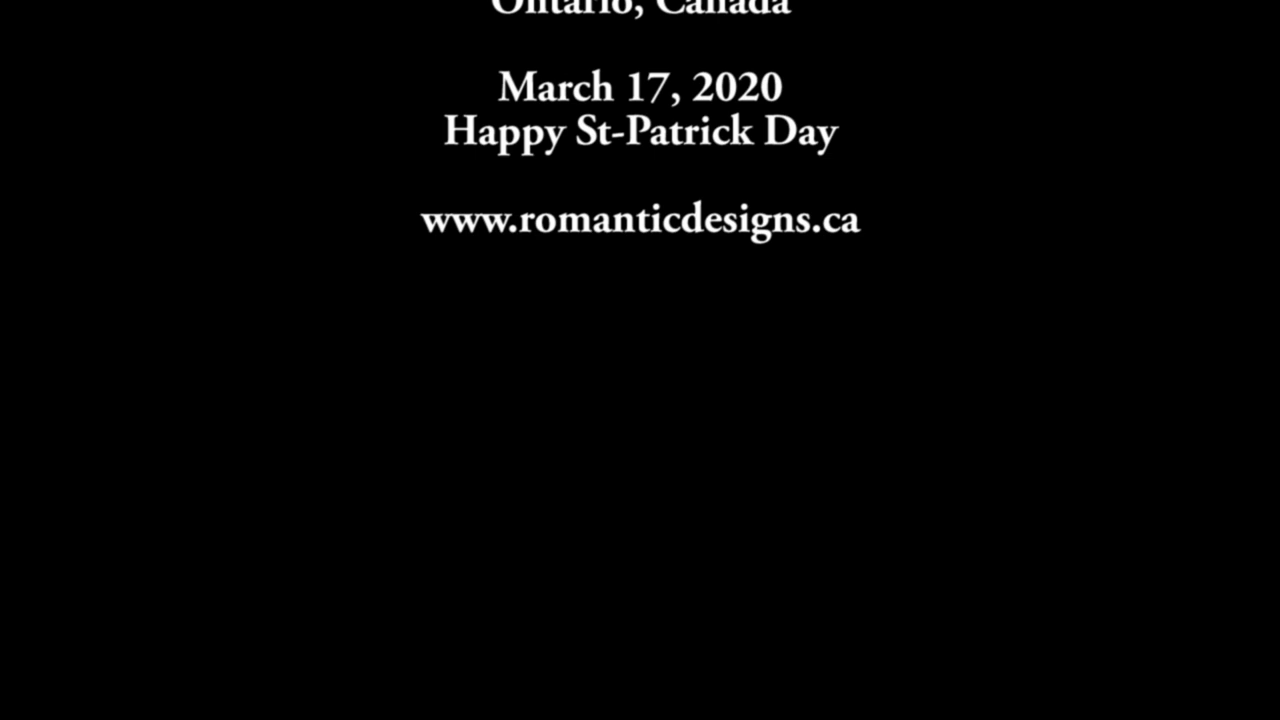 Ontario, Canada
March 17, 2020
Happy St-Patrick Day
www.romanticdesigns.ca